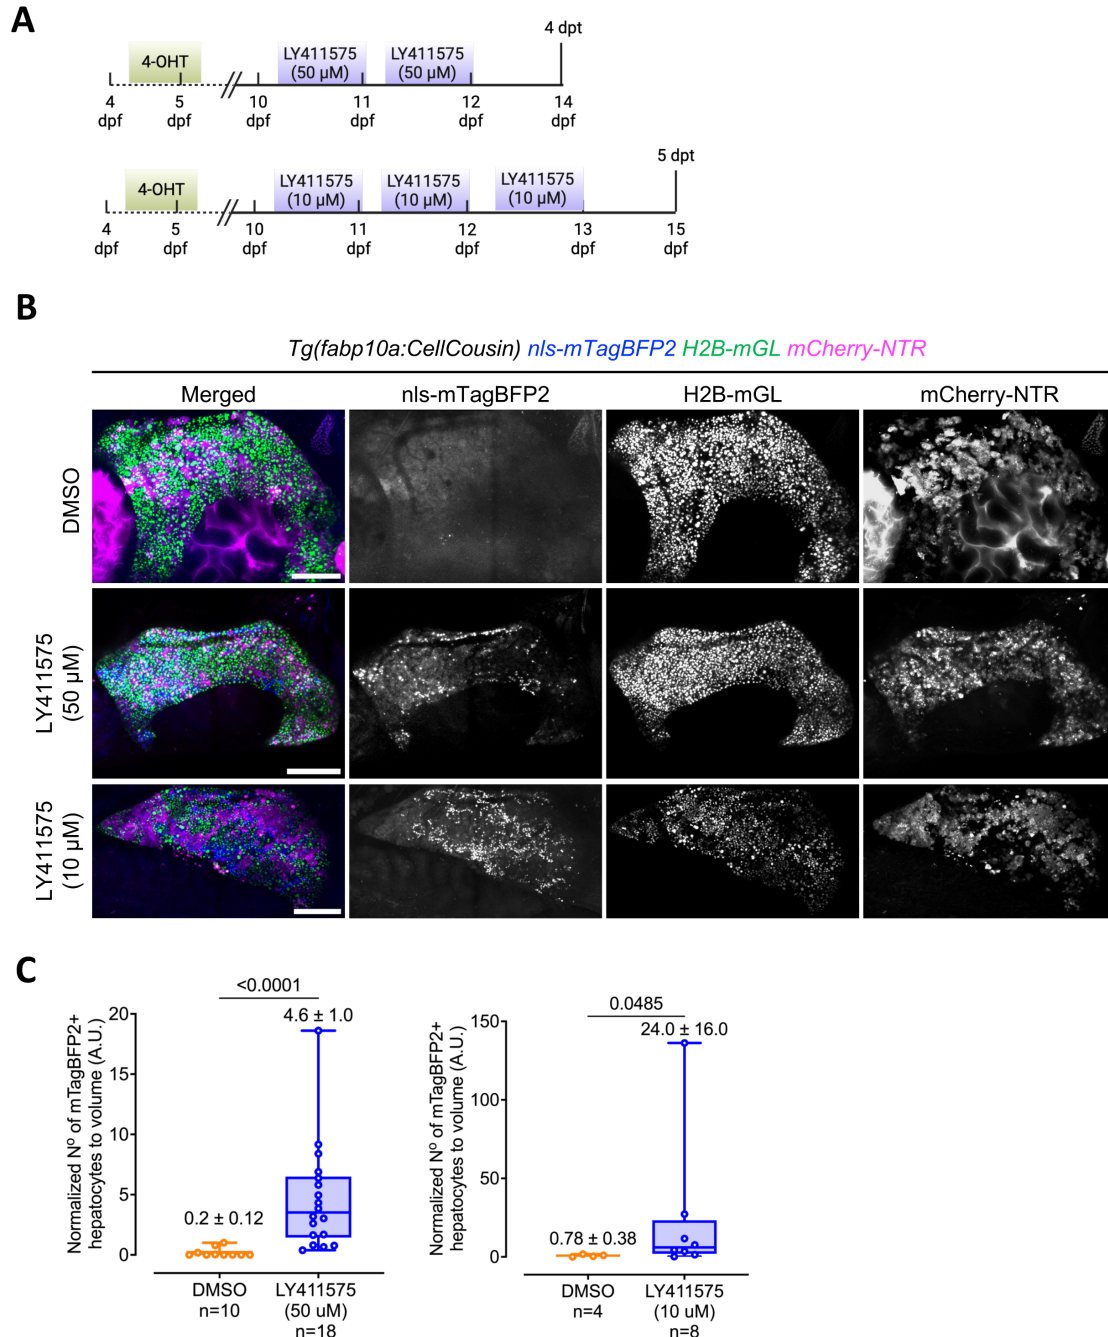 A
4 dpt
4-OHT
LY411575
(50 µM)
LY411575
(50 µM)
4
dpf
5
dpf
10
dpf
11
dpf
12
dpf
14
dpf
5 dpt
4-OHT
LY411575
(10 µM)
LY411575
(10 µM)
LY411575
(10 µM)
4
dpf
5
dpf
10
dpf
11
dpf
12
dpf
13
dpf
15
dpf
B
Tg(fabp10a:CellCousin) nls-mTagBFP2 H2B-mGL mCherry-NTR
Merged
nls-mTagBFP2
H2B-mGL
mCherry-NTR
DMSO
LY411575
(50 µM)
LY411575
(10 µM)
C
Normalized Nº of mTagBFP2+
hepatocytes to volume (A.U.)
20
15
10
5
0
<0.0001
4.6 ± 1.0
0.2 ± 0.12
DMSO
n=10
LY411575
(50 uM)
n=18
Normalized Nº of mTagBFP2+
hepatocytes to volume (A.U.)
150
100
50
0
0.0485
24.0 ± 16.0
0.78 ± 0.38
DMSO
n=4
LY411575
(10 uM)
n=8